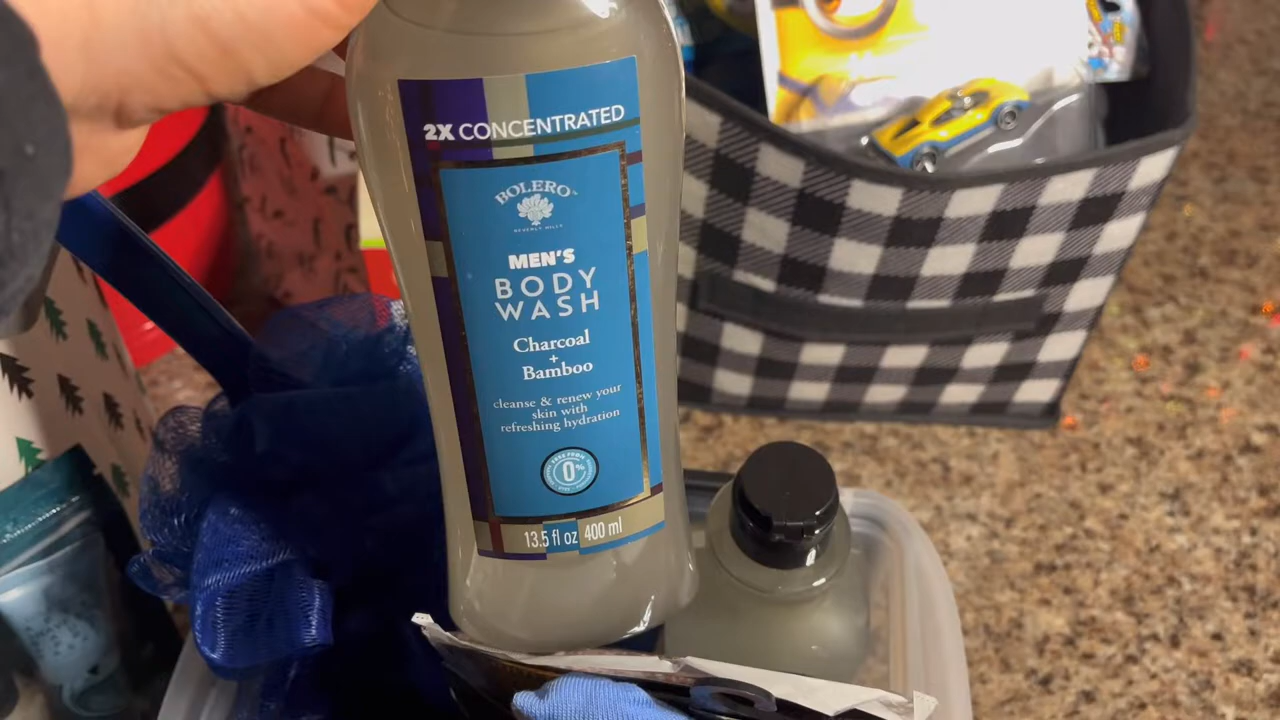 2X CONCENTRATED
BOLERO
BEVERLY HILLS
MEN'S
BODY
WASH
Charcoal
+
Bamboo
cleanse & renew your
skin with
refreshing hydration
0%
13.5 fl oz 400 ml